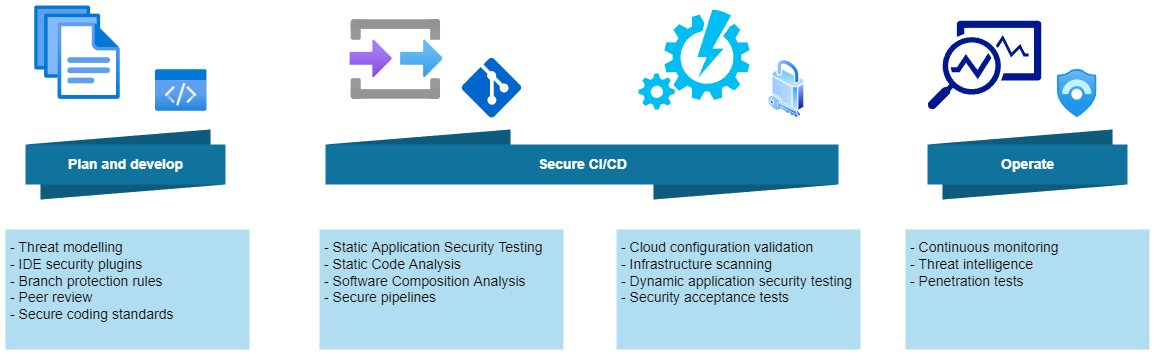 Plan and develop
Secure CI/CD
Operate
- Threat modelling
- IDE security plugins
- Branch protection rules
- Peer review
- Secure coding standards
- Static Application Security Testing
- Static Code Analysis
- Software Composition Analysis
- Secure pipelines
- Cloud configuration validation
- Infrastructure scanning
- Dynamic application security testing
- Security acceptance tests
- Continuous monitoring
- Threat intelligence
- Penetration tests